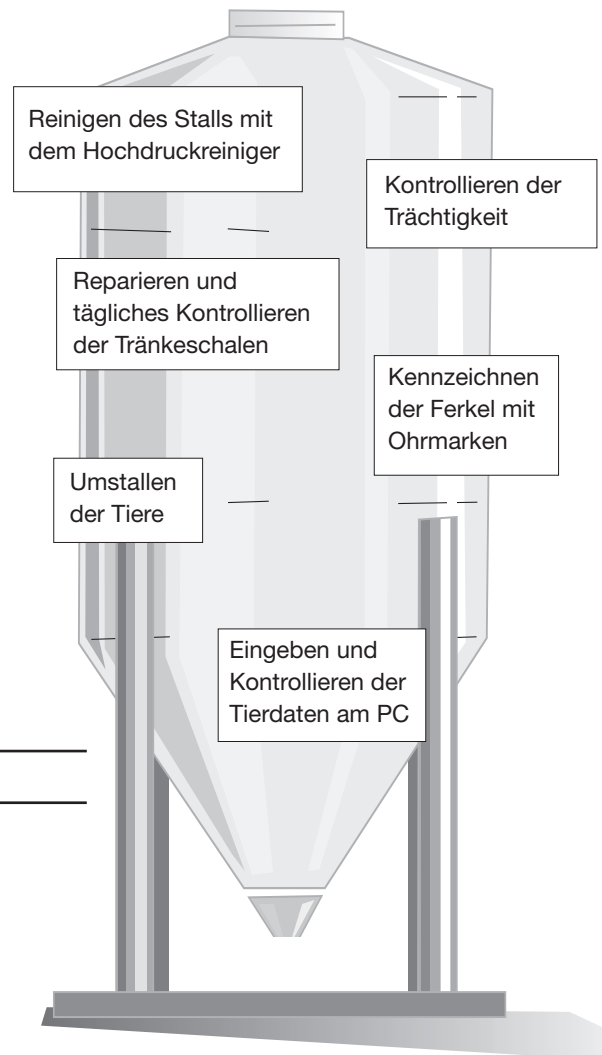 Reinigen des Stalls mit
dem Hochdruckreiniger
Kontrollieren der
Trächtigkeit
Reparieren und
tägliches Kontrollieren
der Tränkeschalen
Kennzeichnen
der Ferkel mit
Ohrmarken
Umstallen
der Tiere
Eingeben und
Kontrollieren der
Tierdaten am PC